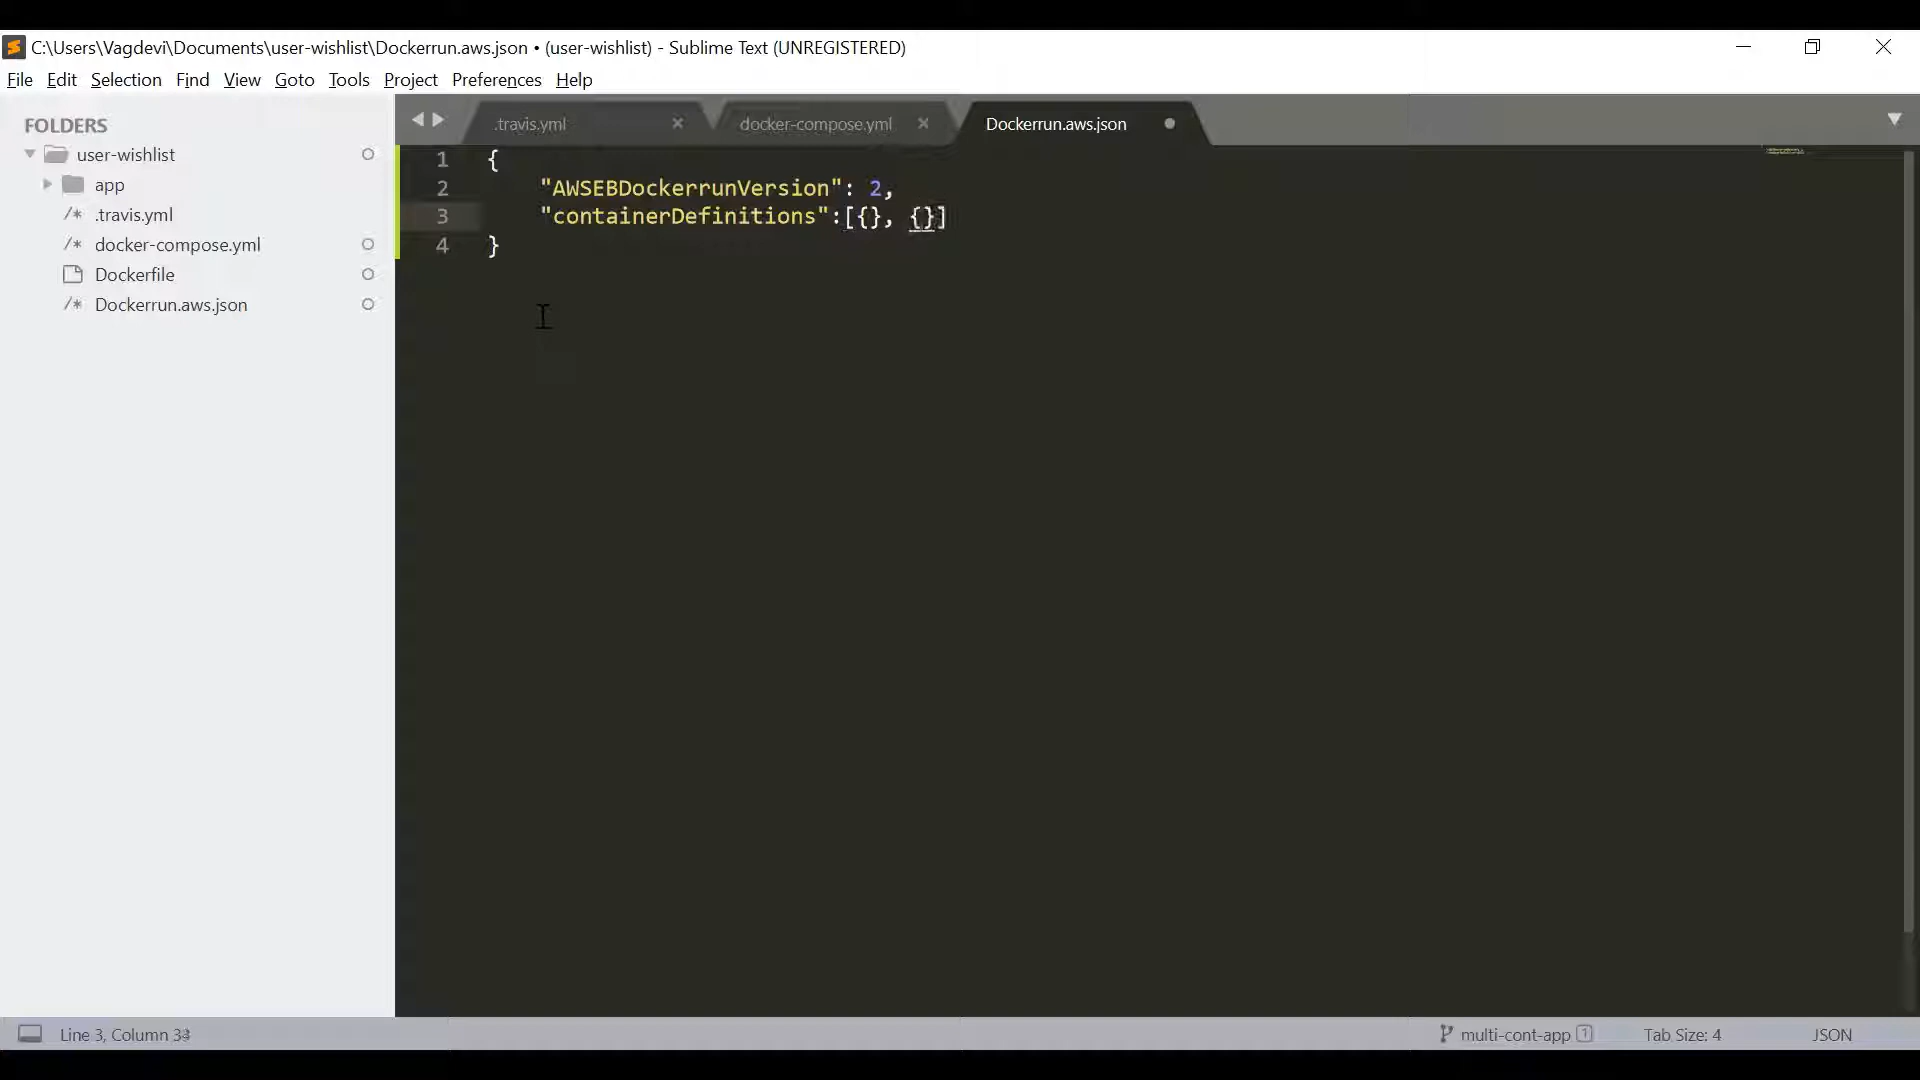 C:\Users\Vagdevi\Documents\user-wishlist\Dockerrun.aws.json • (user-wishlist) - Sublime Text (UNREGISTERED)
File Edit Selection Find View Goto Tools Project Preferences Help
FOLDERS
user-wishlist
app
/* .travis.yml
/* docker-compose.yml
Dockerfile
/* Dockerrun.aws.json
.travis.yml docker-compose.yml Dockerrun.aws.json
1 {
2 "AWSEBDockerrunVersion": 2,
3 "containerDefinitions":[{}, {}]
4 }
Line 3, Column multi-cont-app 1 Tab Size: 4 JSON